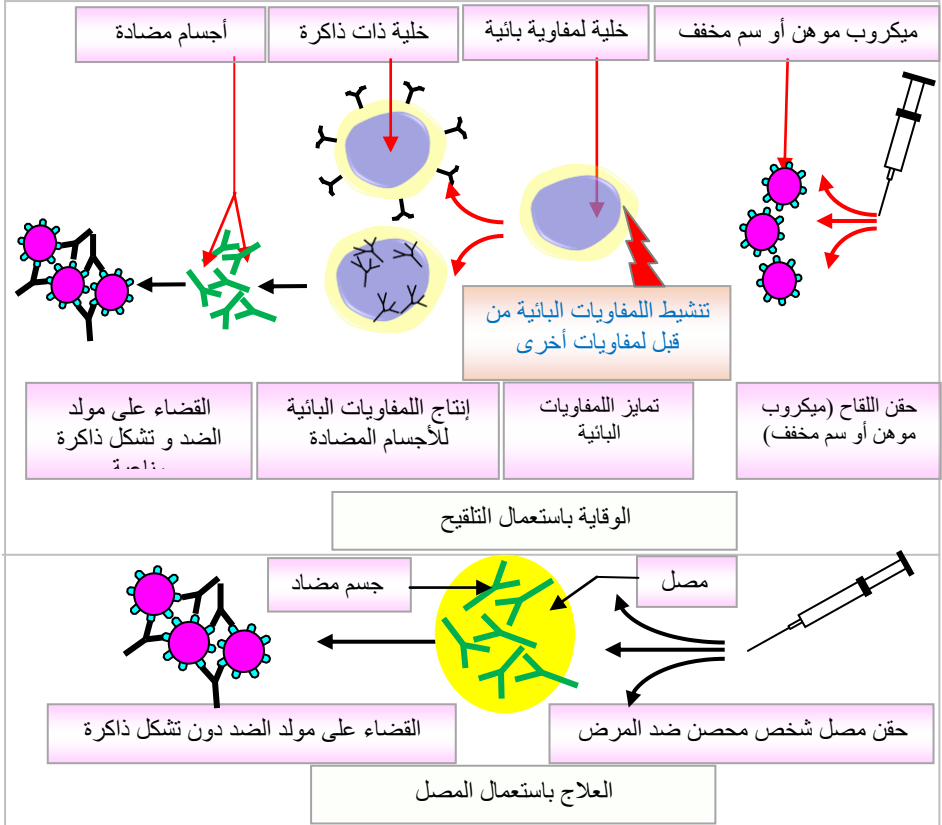 ميكروب موهن أو سم مخفف
خلية لمفاوية بائية
خلية ذات ذاكرة
أجسام مضادة
تنشيط اللمفاويات البائية من
قبل لمفاويات أخرى
حقن اللقاح (ميكروب
موهن أو سم مخفف)
تمايز اللمفاويات
البائية
إنتاج اللمفاويات البائية
للأجسام المضادة
القضاء على مولد
الضد و تشكل ذاكرة
الوقاية باستعمال التلقيح
مصل
جسم مضاد
حقن مصل شخص محصن ضد المرض
القضاء على مولد الضد دون تشكل ذاكرة
العلاج باستعمال المصل